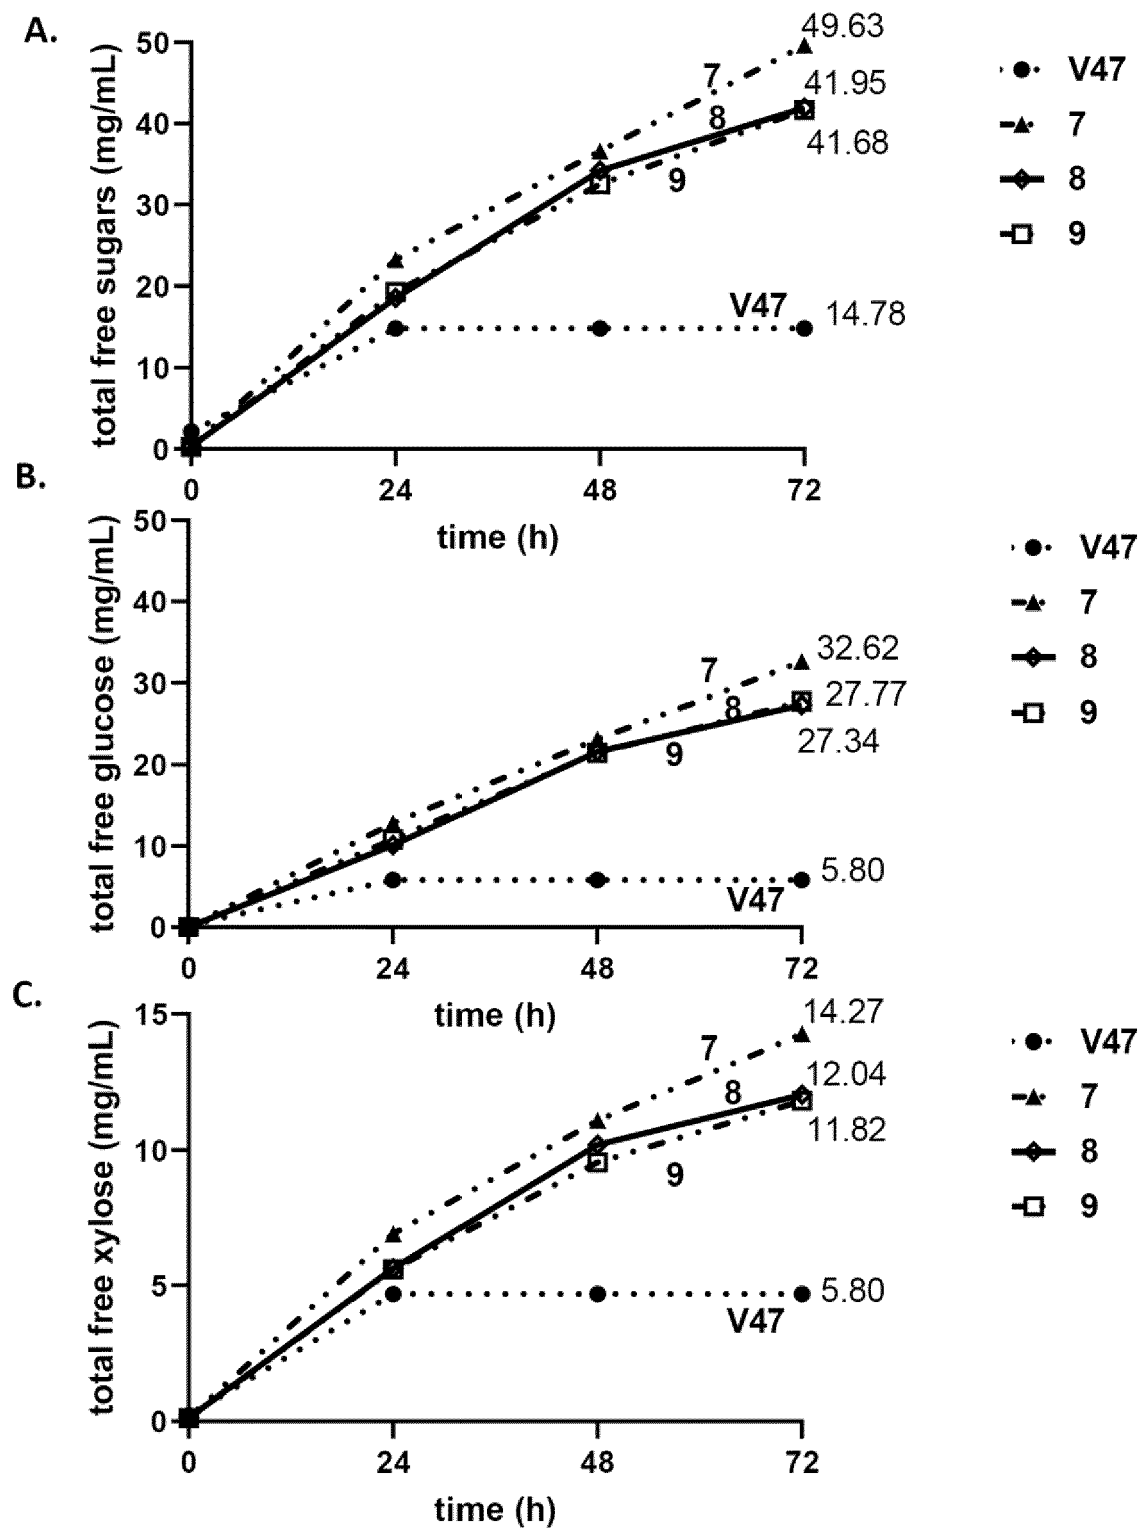 A.
total free sugars (mg/mL)
50
40
30
20
10
0
0 24 48 72
time (h)
7
8
9
V47
49.63
41.95
41.68
14.78
V47
7
8
9
B.
total free glucose (mg/mL)
50
40
30
20
10
0
0 24 48 72
time (h)
7
8
9
V47
32.62
27.77
27.34
5.80
V47
7
8
9
C.
total free xylose (mg/mL)
15
10
5
0
0 24 48 72
time (h)
7
8
9
V47
14.27
12.04
11.82
5.80
V47
7
8
9